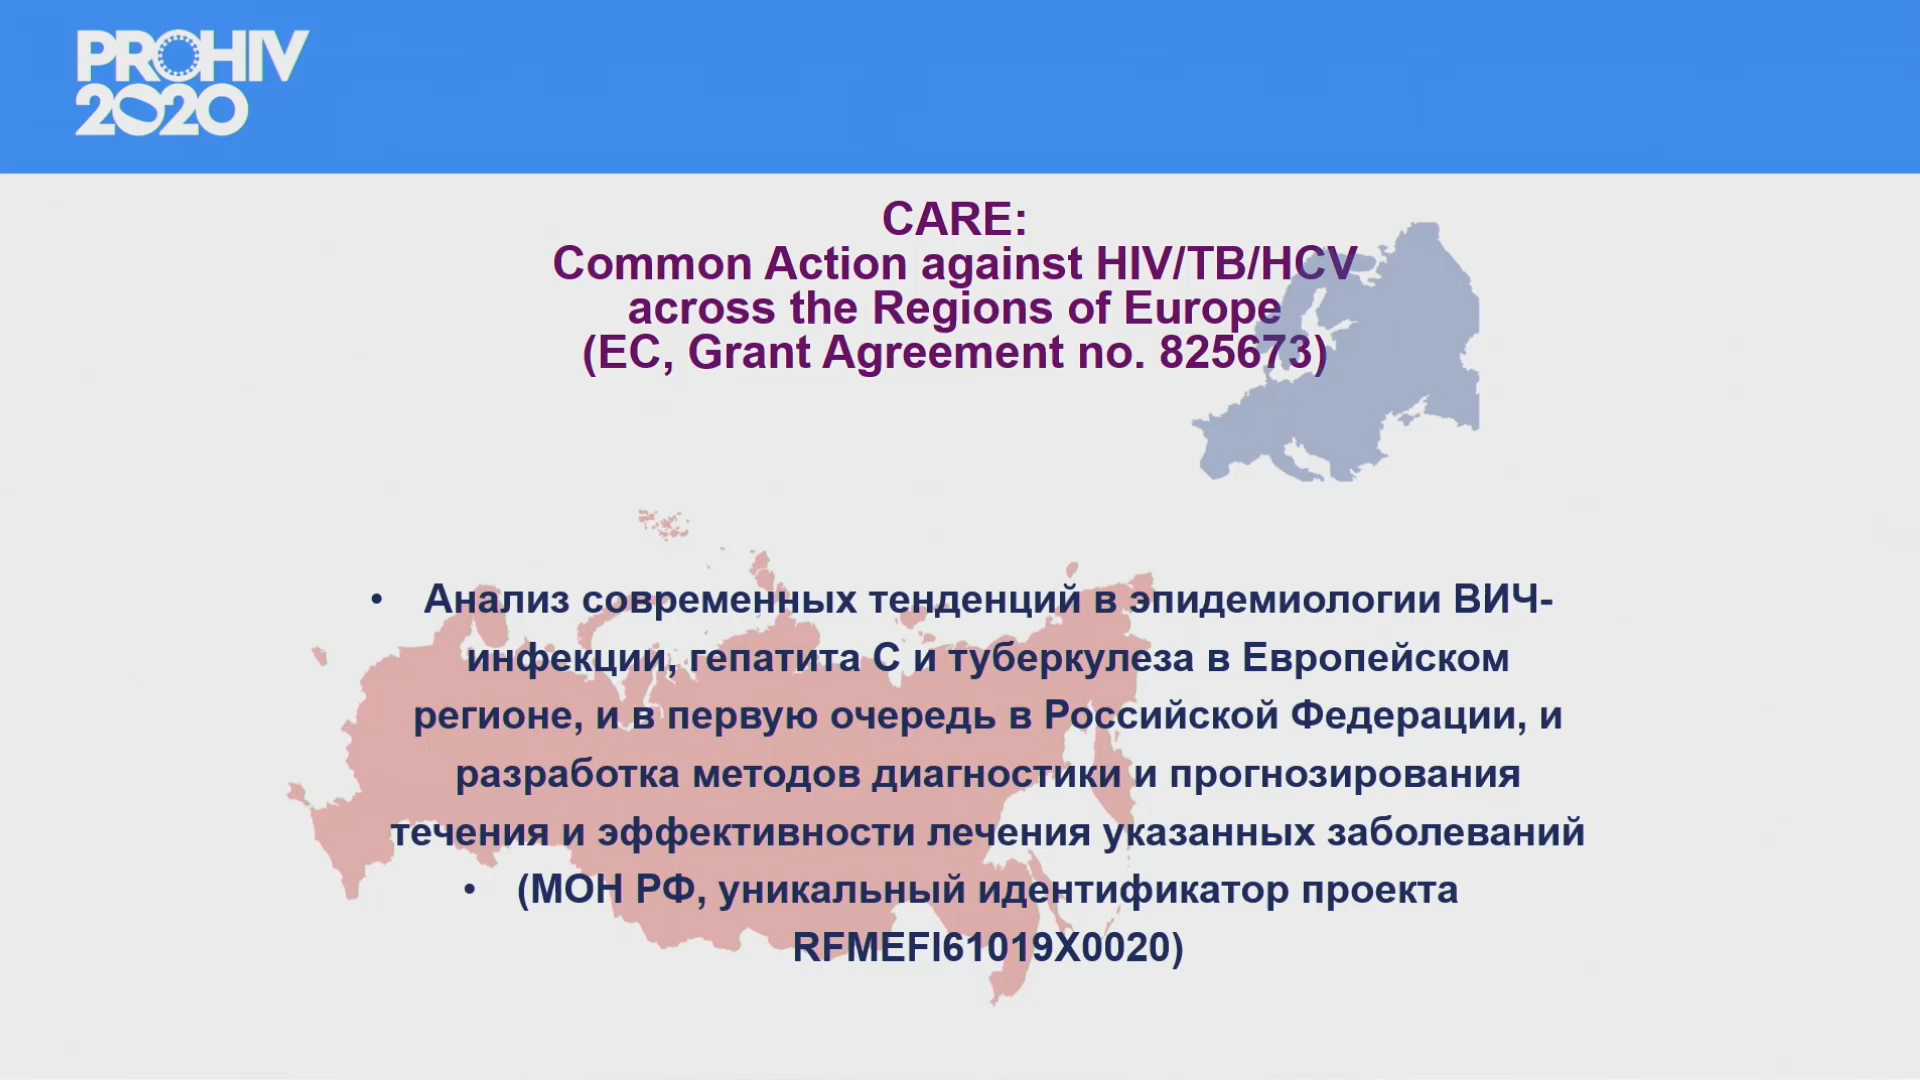 PROHIV
2020
CARE:
Common Action against HIV/TB/HCV
across the Regions of Europe
(EC, Grant Agreement no. 825673)
• Анализ современных тенденций в эпидемиологии ВИЧ-
инфекции, гепатита С и туберкулеза в Европейском
регионе, и в первую очередь в Российской Федерации, и
разработка методов диагностики и прогнозирования
течения и эффективности лечения указанных заболеваний
• (МОН РФ, уникальный идентификатор проекта
RFMEFI61019X0020)